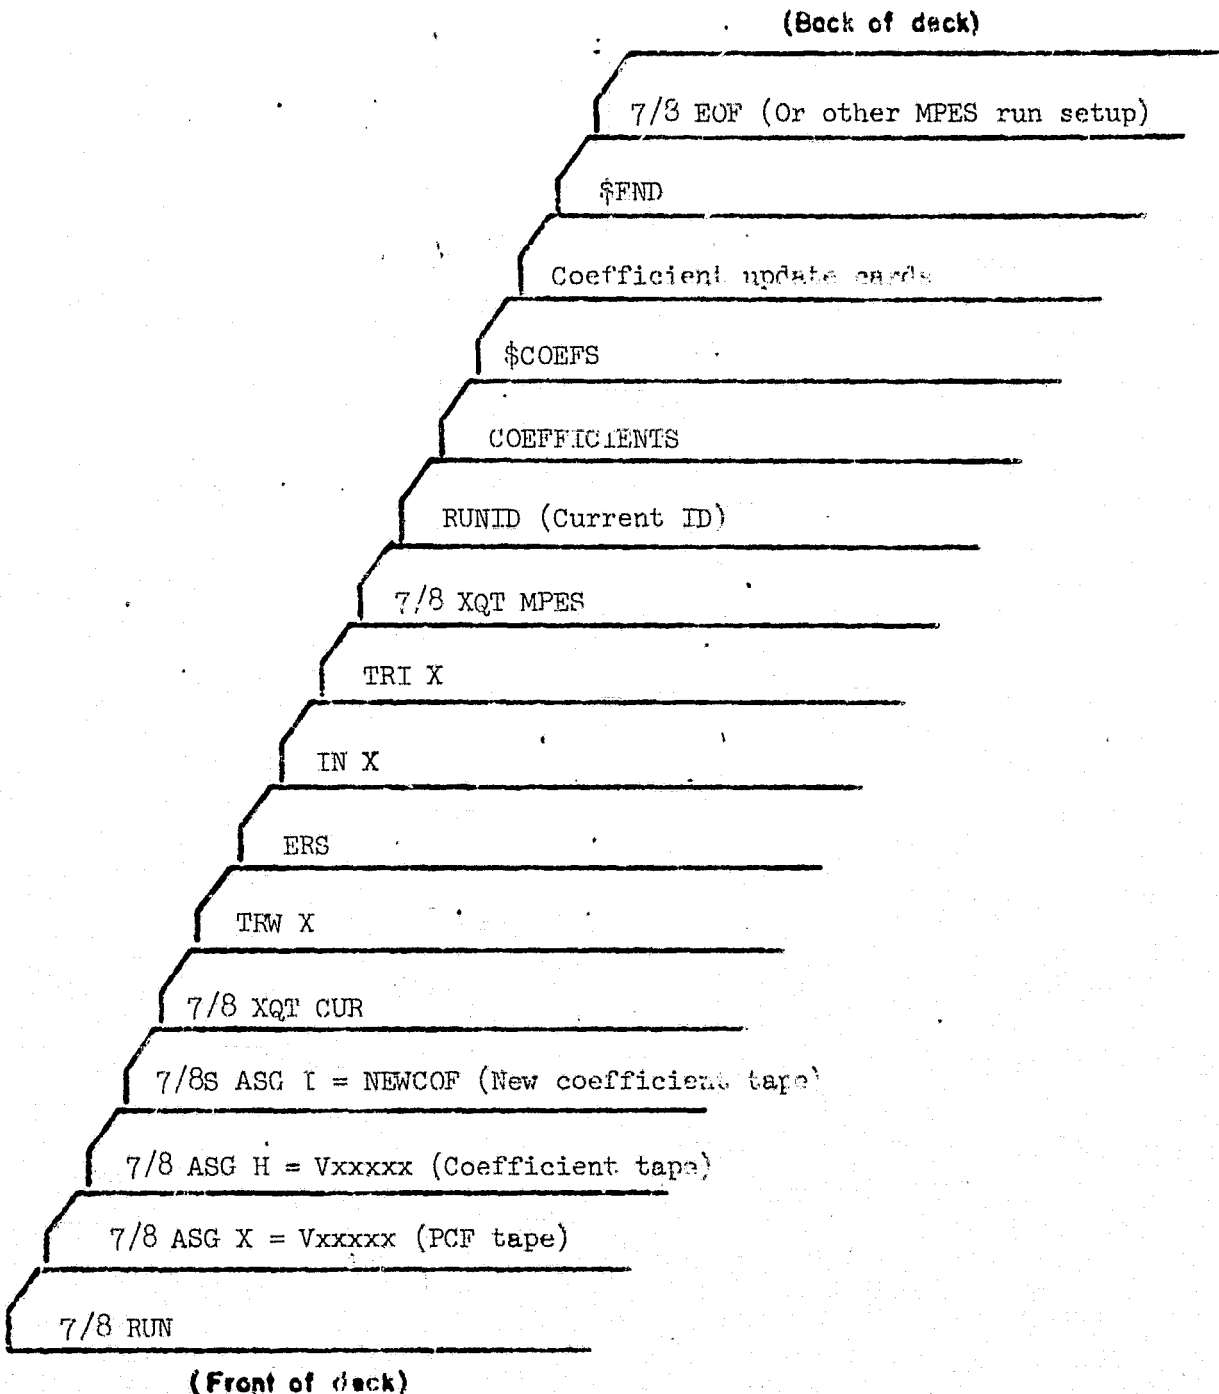 (Back of deck)
7/8 EOF (Or other MPES run setup)
$END
Coefficient update cards
$COEFS
COEFFICIENTS
RUNID (Current ID)
7/8 XQT MPES
TRI X
IN X
ERS
TRW X
7/8 XQT CUR
7/8S ASG I = NEWCOF (New coefficient tape)
7/8 ASG H = Vxxxxx (Coefficient tape)
7/8 ASG X = Vxxxxx (PCF tape)
7/8 RUN
(Front of deck)